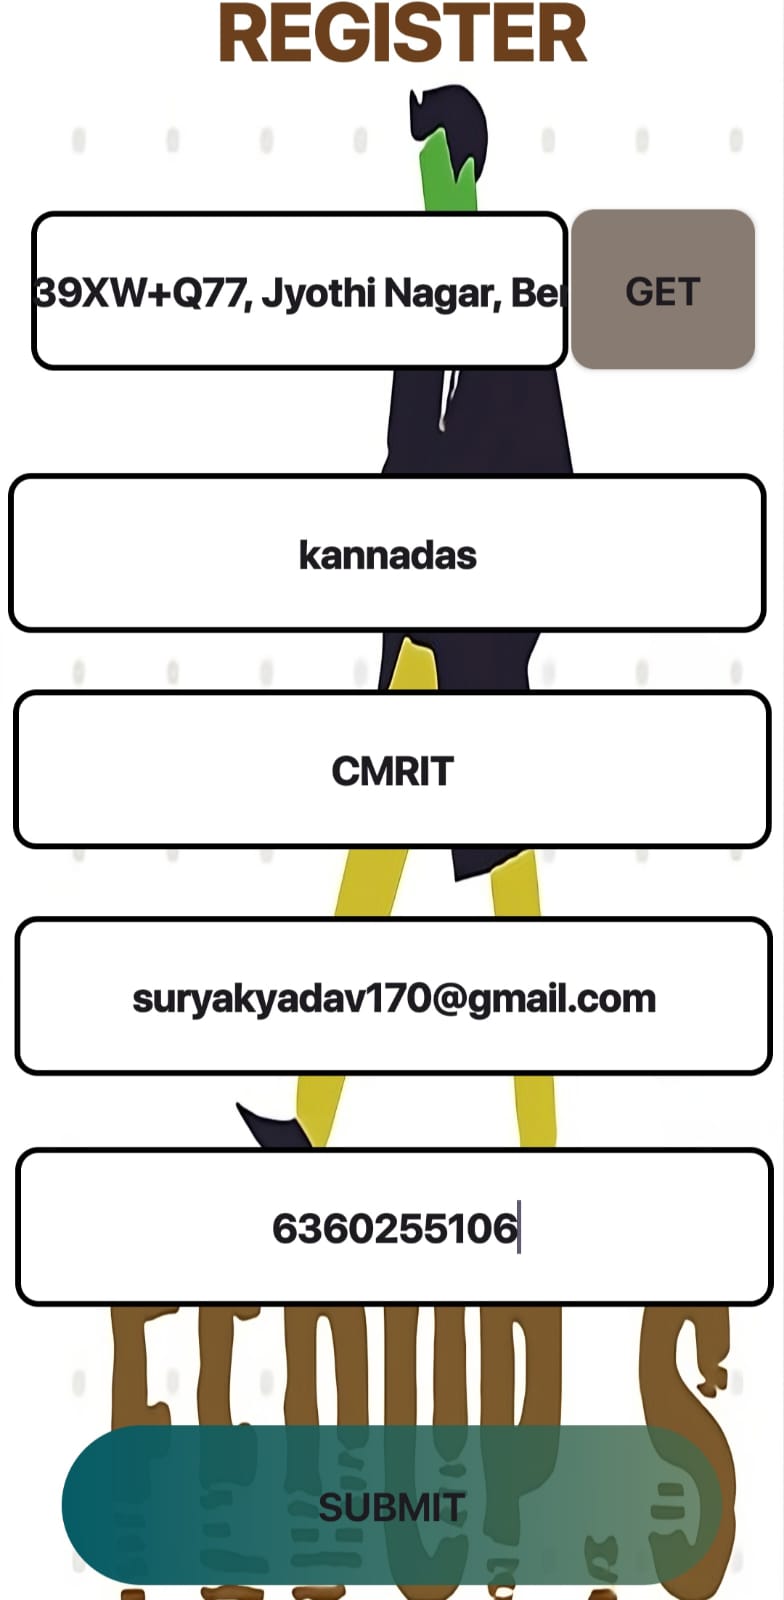 REGISTER
39XW+Q77, Jyothi Nagar, Be
GET
kannadas
CMRIT
suryakyadav170@gmail.com
6360255106
SUBMIT